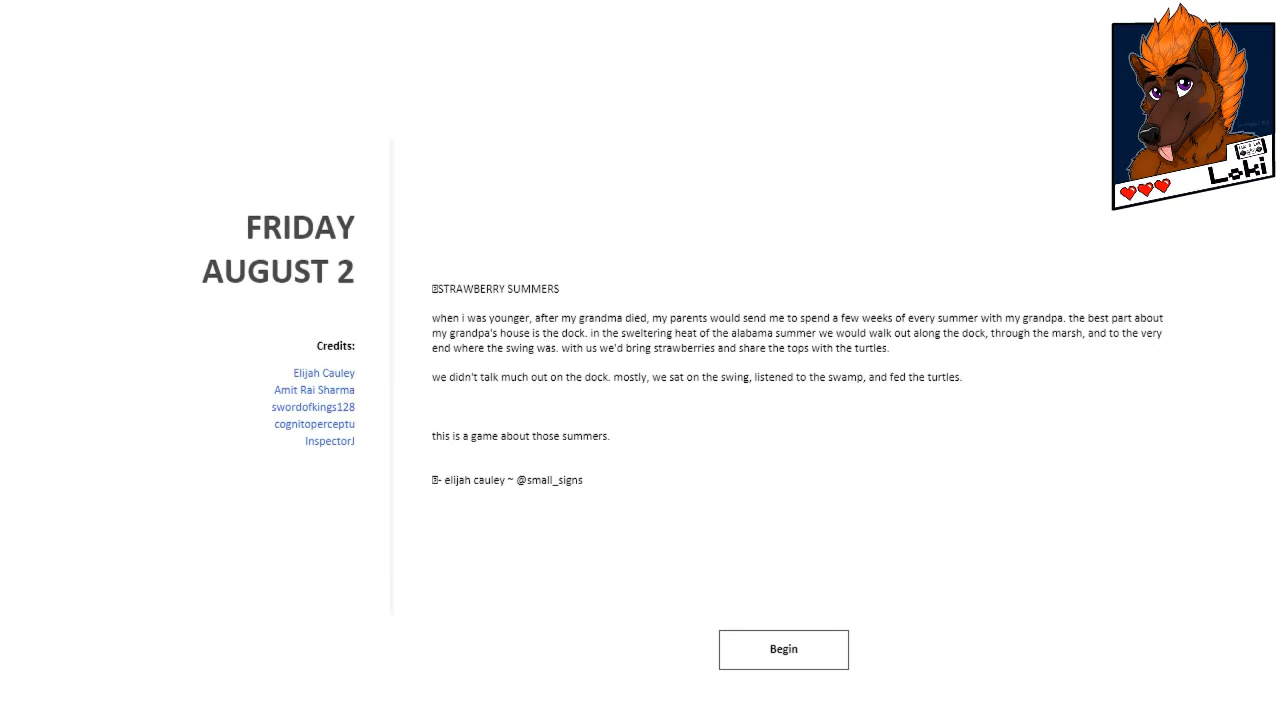 FRIDAY
AUGUST 2
Credits:
Elijah Cauley
Amit Rai Sharma
swordofkings128
cognitoperceptu
InspectorJ
STRAWBERRY SUMMERS
when i was younger, after my grandma died, my parents would send me to spend a few weeks of every summer with my grandpa. the best part about
my grandpa's house is the dock. in the sweltering heat of the alabama summer we would walk out along the dock, through the marsh, and to the very
end where the swing was. with us we'd bring strawberries and share the tops with the turtles.
we didn't talk much out on the dock. mostly, we sat on the swing, listened to the swamp, and fed the turtles.
this is a game about those summers.
- elijah cauley ~ @small_signs
Begin
Loki